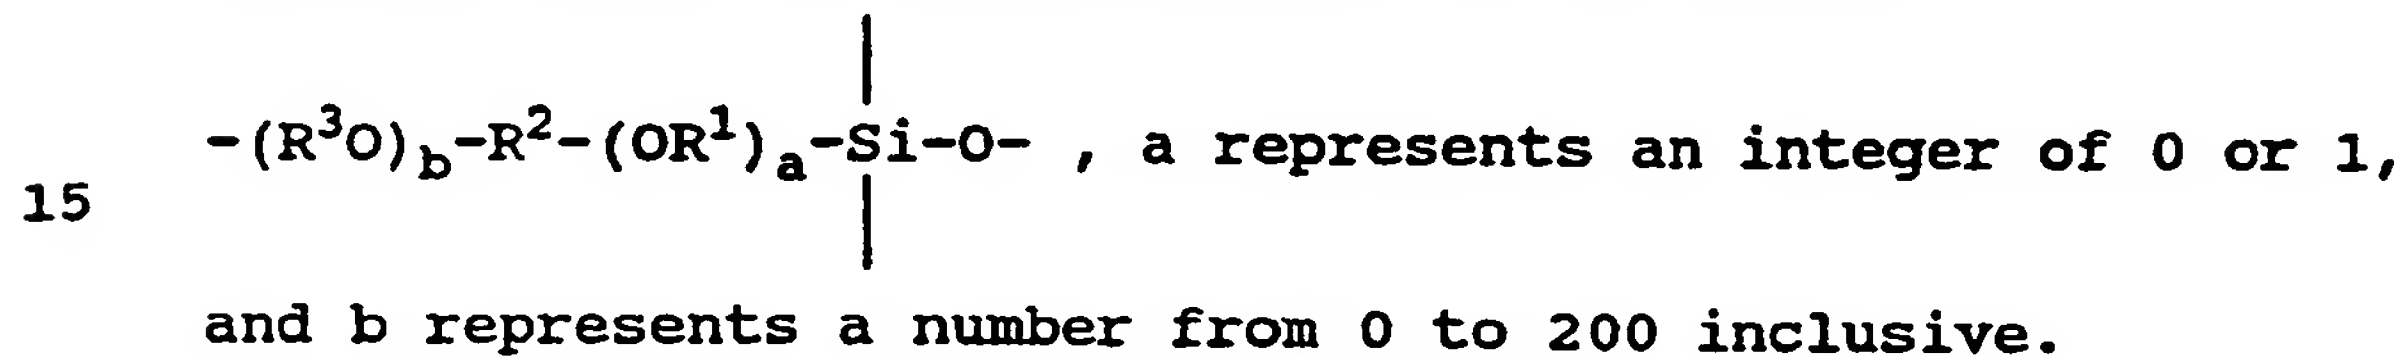 -(R³O)b-R²-(OR¹)a-Si-O- , a represents an integer of 0 or 1,
15
and b represents a number from 0 to 200 inclusive.